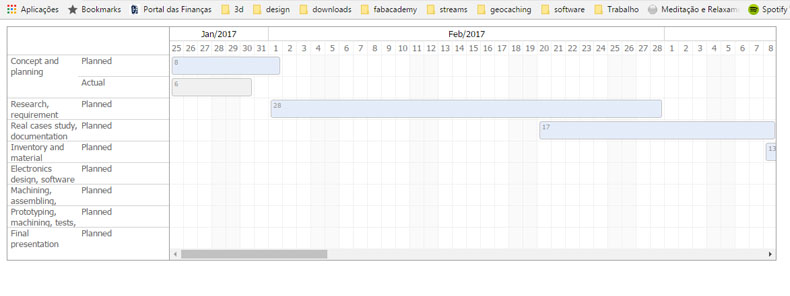 Aplicações Bookmarks Portal das Finanças 3d design downloads fabacademy streams geocaching software Trabalho Meditação e Relaxam Spotify
Jan/2017 Feb/2017
25 26 27 28 29 30 31 1 2 3 4 5 6 7 8 9 10 11 12 13 14 15 16 17 18 19 20 21 22 23 24 25 26 27 28 1 2 3 4 5 6 7 8
Concept and Planned 8
planning
Actual 6
Research, Planned 28
requirement
Real cases study, Planned 17
documentation
Inventory and Planned 13
material
Electronics Planned
design, software
Machining, Planned
assembling,
Prototyping, Planned
machining, tests,
Final Planned
presentation